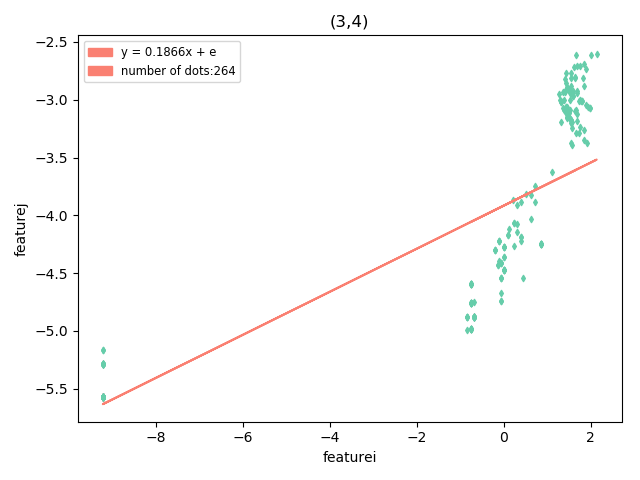 (3,4)
y = 0.1866x + e
number of dots:264
−2.5
−3.0
−3.5
−4.0
−4.5
−5.0
−5.5
featurej
−8 −6 −4 −2 0 2
featurei